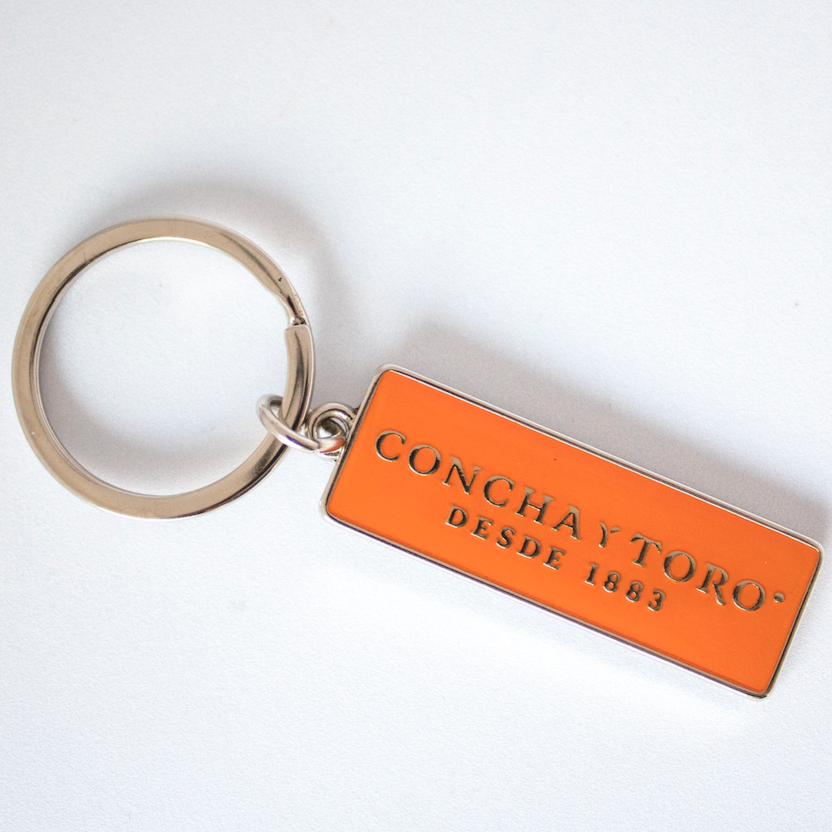 CONCHA Y TORO
DESDE 1883